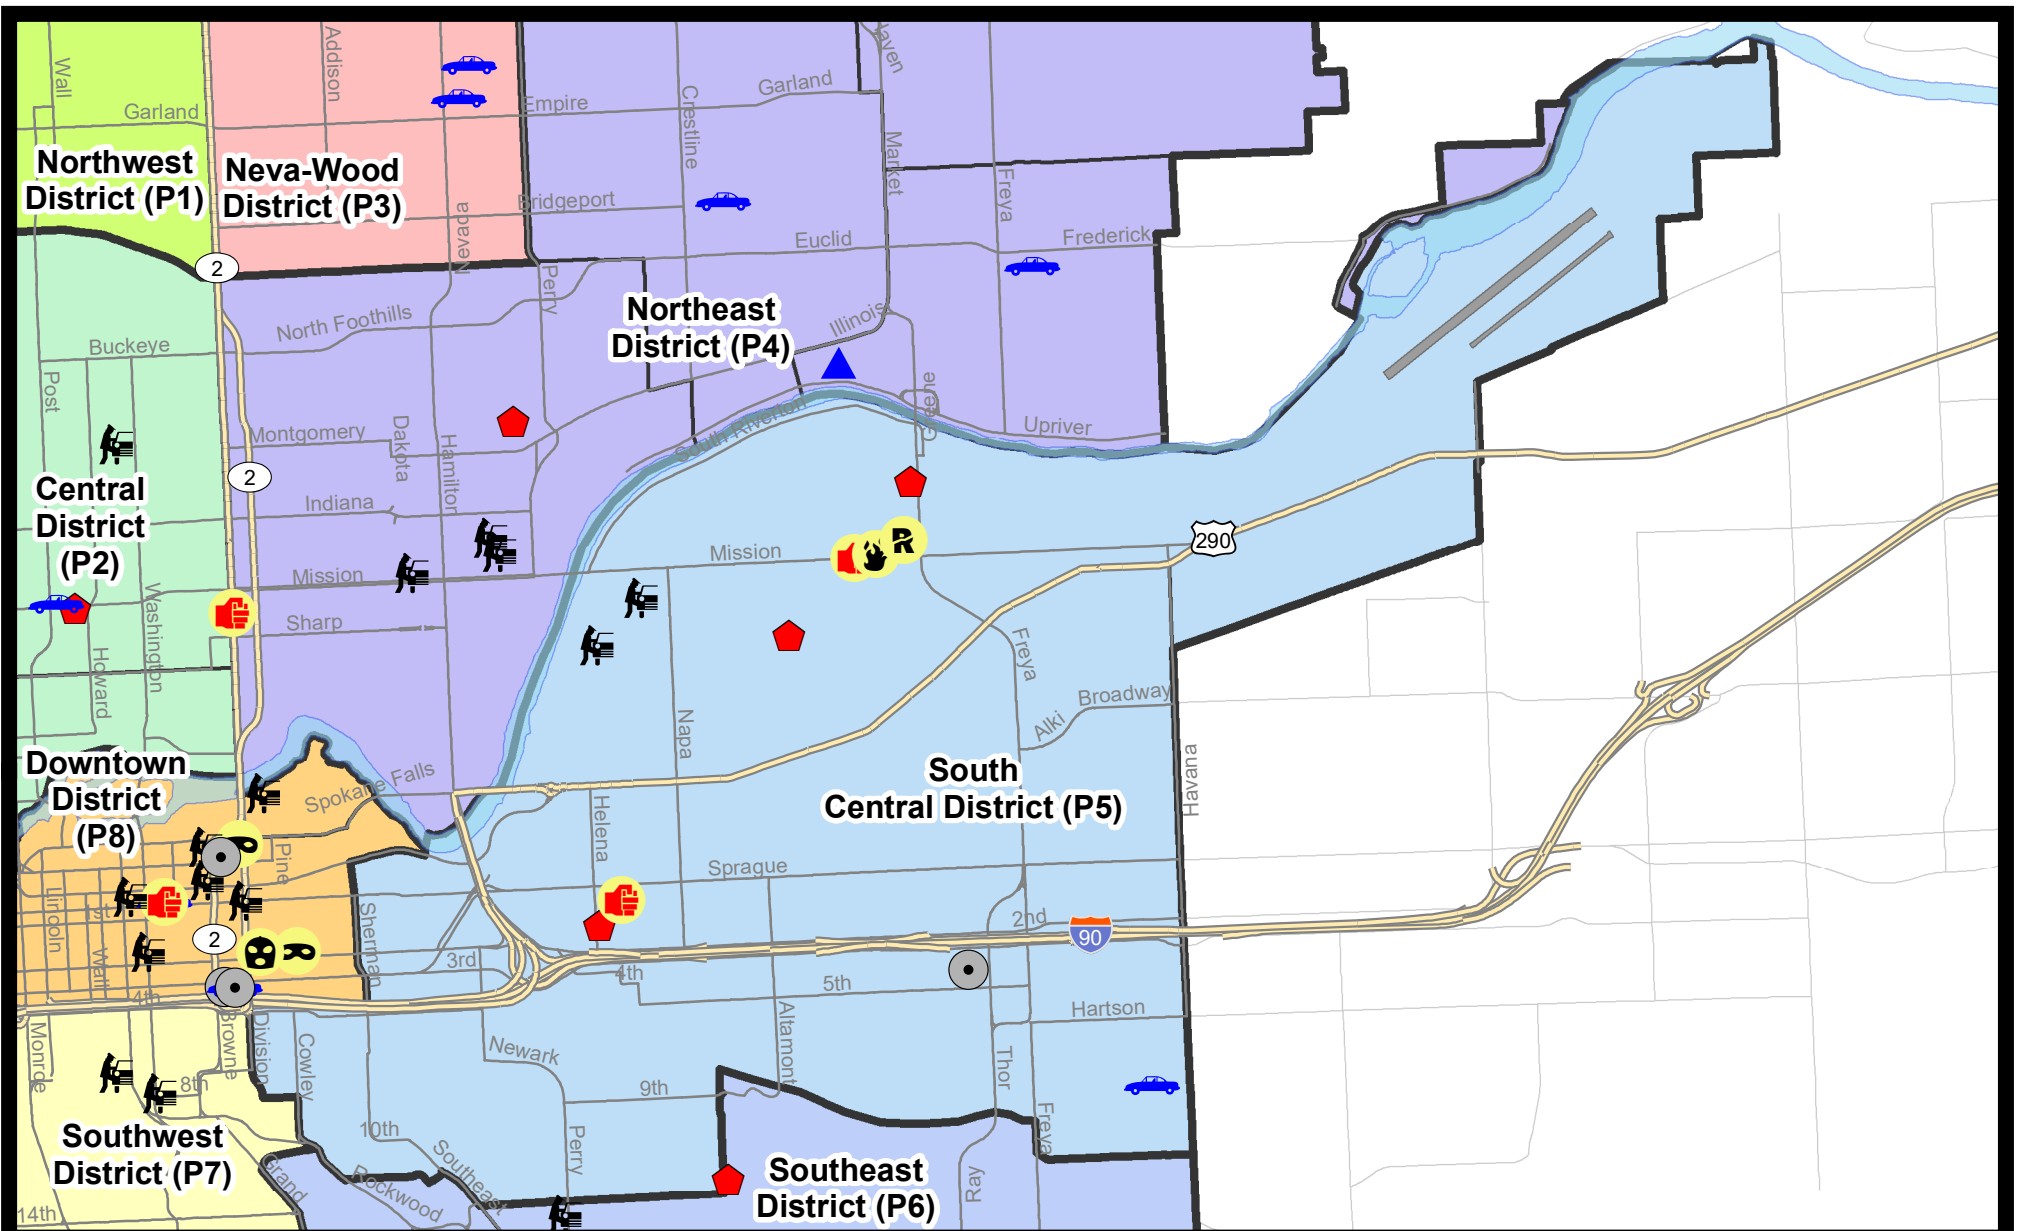 Wall
Addison
Haven
Garland
Empire
Garland
Crestline
Market
Northwest
District (P1)
Neva-Wood
District (P3)
Bridgeport
Freya
Nevada
Euclid
Frederick
2
Perry
North Foothills
Northeast
District (P4)
Illinois
Buckeye
Post
Greene
Montgomery
Dakota
Hamilton
South Riverton
Upriver
2
Central
District
(P2)
Indiana
Mission
R
290
Mission
Washington
Sharp
Howard
Freya
Napa
Broadway
Alki
Havana
Downtown
District
(P8)
Spokane Falls
South
Central District (P5)
Helena
Pine
Sprague
Lincoln
1st
Wall
Sherman
2nd
90
2
3rd
4th
4th
5th
Altamont
Hartson
Monroe
Browne
Division
Cowley
Newark
Thor
8th
9th
Freya
10th
Perry
Southeast
Southwest
District (P7)
Grand
Rockwood
Southeast
District (P6)
Ray
14th